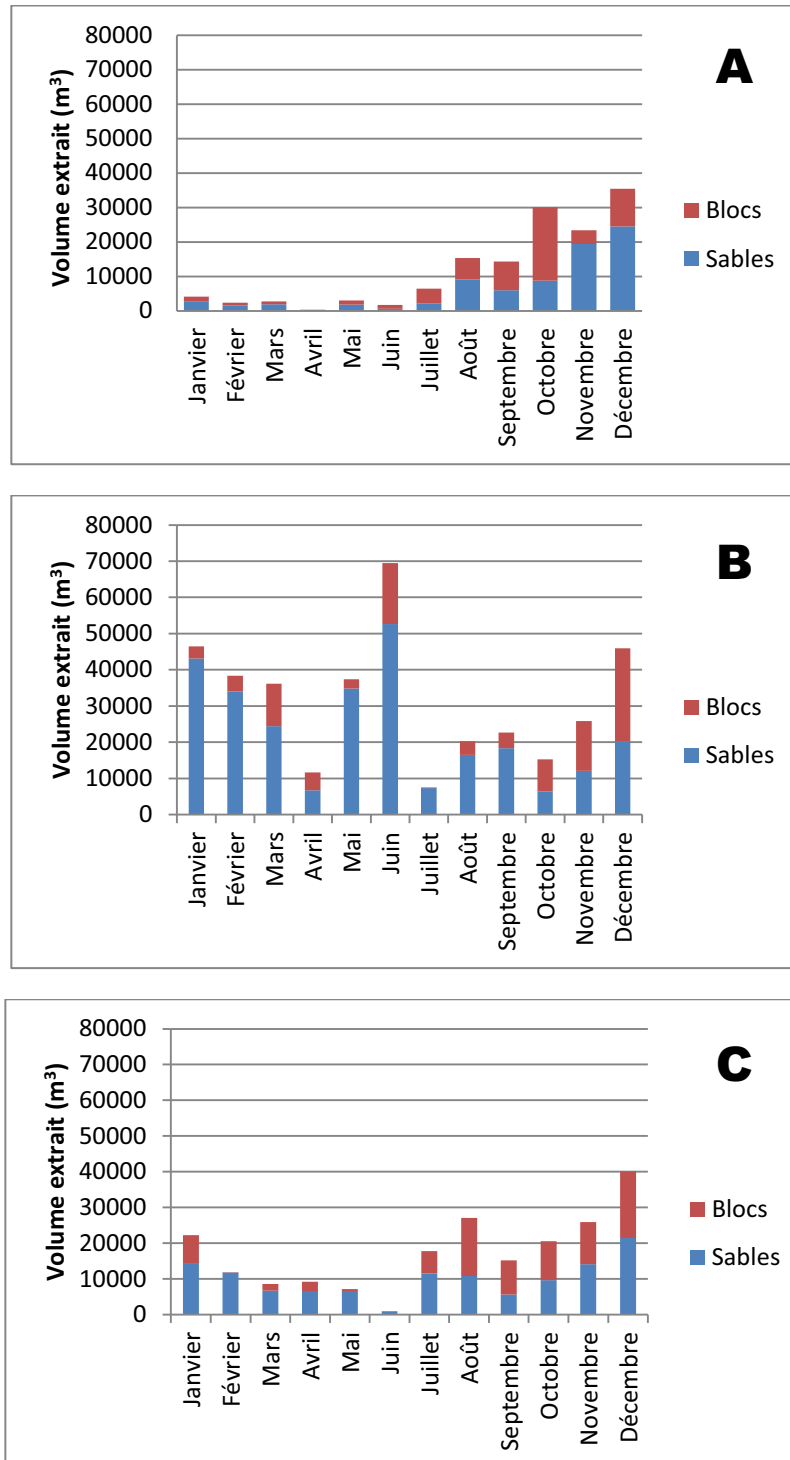 A
Volume extrait (m³)
80000
70000
60000
50000
40000
30000
20000
10000
0
Blocs
Sables
Janvier
Février
Mars
Avril
Mai
Juin
Juillet
Août
Septembre
Octobre
Novembre
Décembre
B
Volume extrait (m³)
80000
70000
60000
50000
40000
30000
20000
10000
0
Blocs
Sables
Janvier
Février
Mars
Avril
Mai
Juin
Juillet
Août
Septembre
Octobre
Novembre
Décembre
C
Volume extrait (m³)
80000
70000
60000
50000
40000
30000
20000
10000
0
Blocs
Sables
Janvier
Février
Mars
Avril
Mai
Juin
Juillet
Août
Septembre
Octobre
Novembre
Décembre